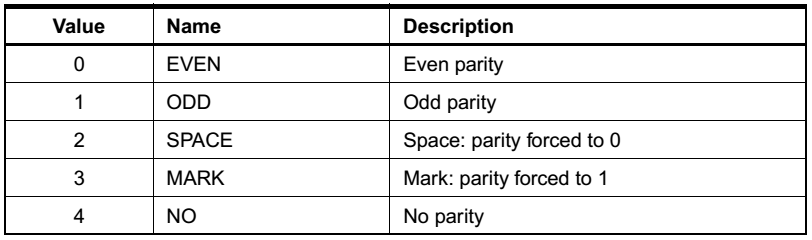 Value Name Description
0 EVEN Even parity
1 ODD Odd parity
2 SPACE Space: parity forced to 0
3 MARK Mark: parity forced to 1
4 NO No parity